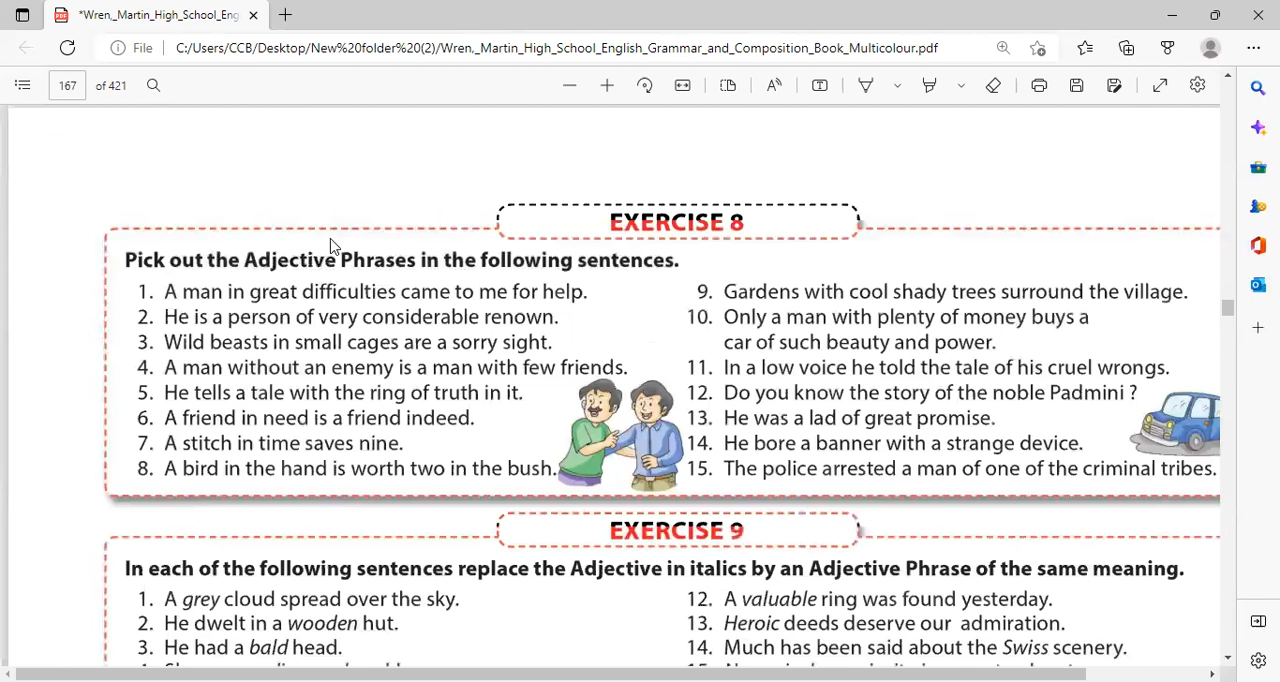 *Wren,_Martin_High_School_Eng
File
C:/Users/CCB/Desktop/New%20folder%20(2)/Wren,_Martin_High_School_English_Grammar_and_Composition_Book_Multicolour.pdf
167 of 421
EXERCISE 8
Pick out the Adjective Phrases in the following sentences.
1. A man in great difficulties came to me for help.
2. He is a person of very considerable renown.
3. Wild beasts in small cages are a sorry sight.
4. A man without an enemy is a man with few friends.
5. He tells a tale with the ring of truth in it.
6. A friend in need is a friend indeed.
7. A stitch in time saves nine.
8. A bird in the hand is worth two in the bush.
9. Gardens with cool shady trees surround the village.
10. Only a man with plenty of money buys a
car of such beauty and power.
11. In a low voice he told the tale of his cruel wrongs.
12. Do you know the story of the noble Padmini ?
13. He was a lad of great promise.
14. He bore a banner with a strange device.
15. The police arrested a man of one of the criminal tribes.
EXERCISE 9
In each of the following sentences replace the Adjective in italics by an Adjective Phrase of the same meaning.
1. A grey cloud spread over the sky.
2. He dwelt in a wooden hut.
3. He had a bald head.
12. A valuable ring was found yesterday.
13. Heroic deeds deserve our admiration.
14. Much has been said about the Swiss scenery.